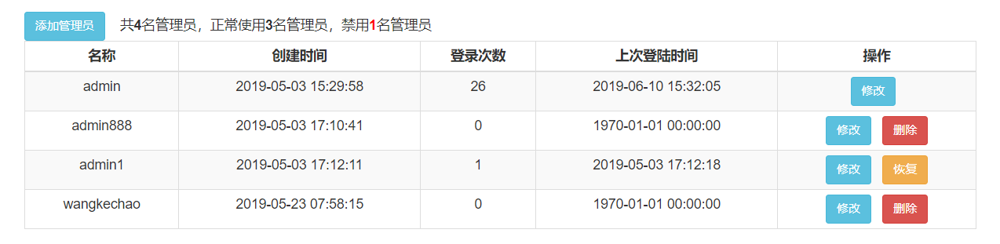 添加管理员 共4名管理员，正常使用3名管理员，禁用1名管理员
名称 创建时间 登录次数 上次登陆时间 操作
admin 2019-05-03 15:29:58 26 2019-06-10 15:32:05 修改
admin888 2019-05-03 17:10:41 0 1970-01-01 00:00:00 修改 删除
admin1 2019-05-03 17:12:11 1 2019-05-03 17:12:18 修改 恢复
wangkechao 2019-05-23 07:58:15 0 1970-01-01 00:00:00 修改 删除